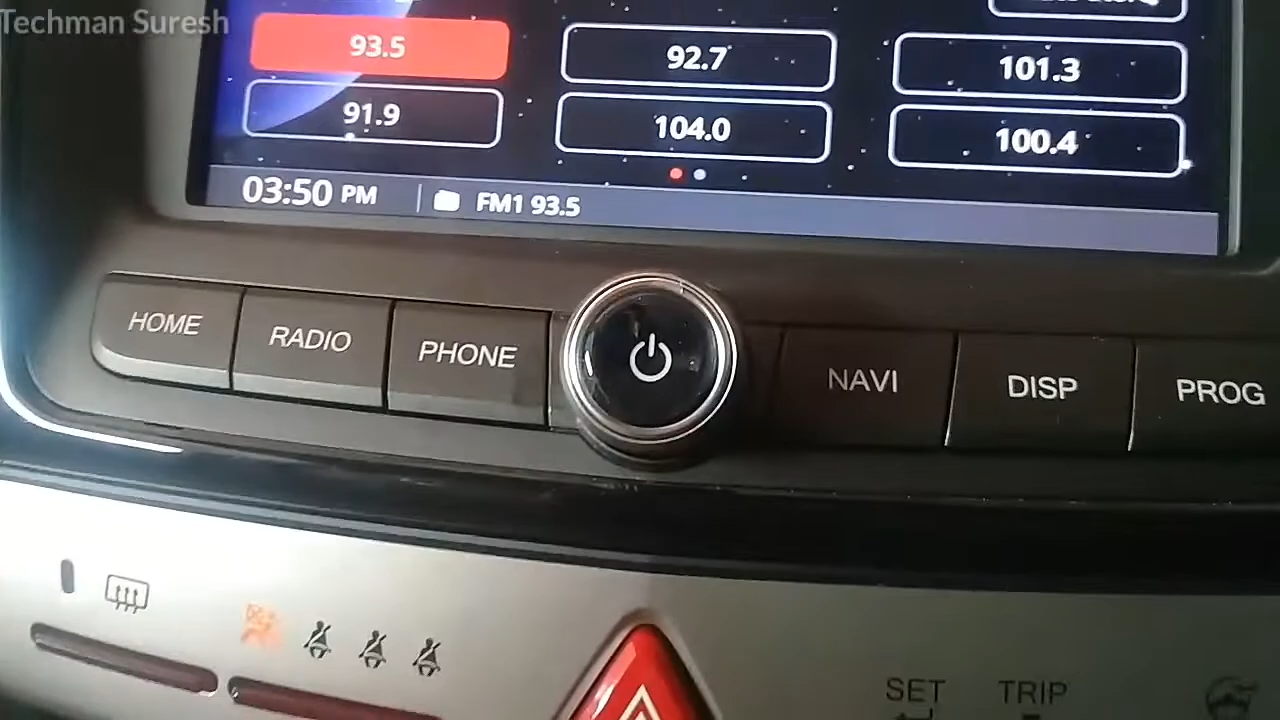 Techman Suresh
93.5
92.7
101.3
91.9
104.0
100.4
03:50 PM
FM1 93.5
HOME
RADIO
PHONE
NAVI
DISP
PROG
SET
TRIP